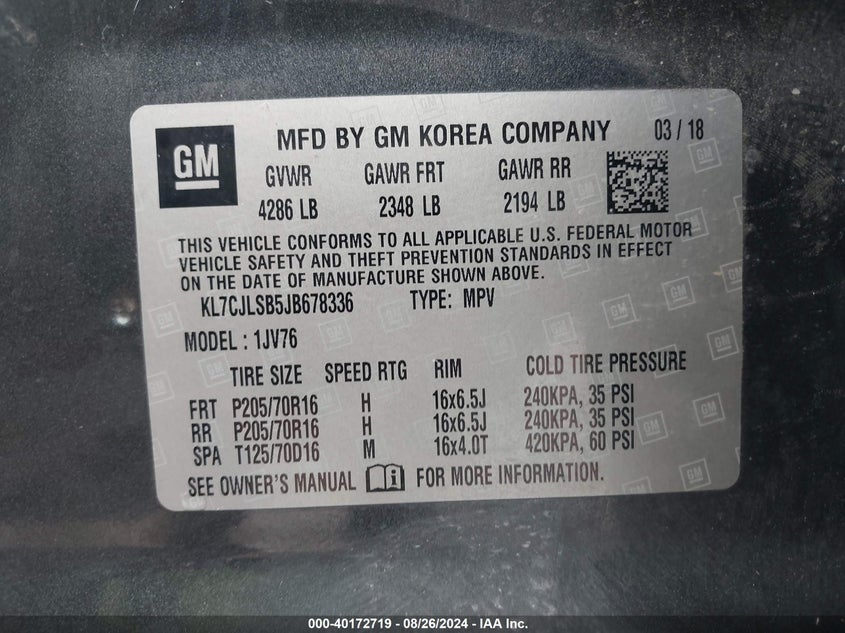 GM
MFD BY GM KOREA COMPANY 03 / 18
GVWR GAWR FRT GAWR RR
4286 LB 2348 LB 2194 LB
THIS VEHICLE CONFORMS TO ALL APPLICABLE U.S. FEDERAL MOTOR
VEHICLE SAFETY AND THEFT PREVENTION STANDARDS IN EFFECT
ON THE DATE OF MANUFACTURE SHOWN ABOVE.
KL7CJLSB5JB678336 TYPE: MPV
MODEL : 1JV76
TIRE SIZE SPEED RTG RIM COLD TIRE PRESSURE
FRT P205/70R16 H 16x6.5J 240KPA, 35 PSI
RR P205/70R16 H 16x6.5J 240KPA, 35 PSI
SPA T125/70D16 M 16x4.0T 420KPA, 60 PSI
SEE OWNER'S MANUAL FOR MORE INFORMATION.
000-40172719 - 08/26/2024 - IAA Inc.